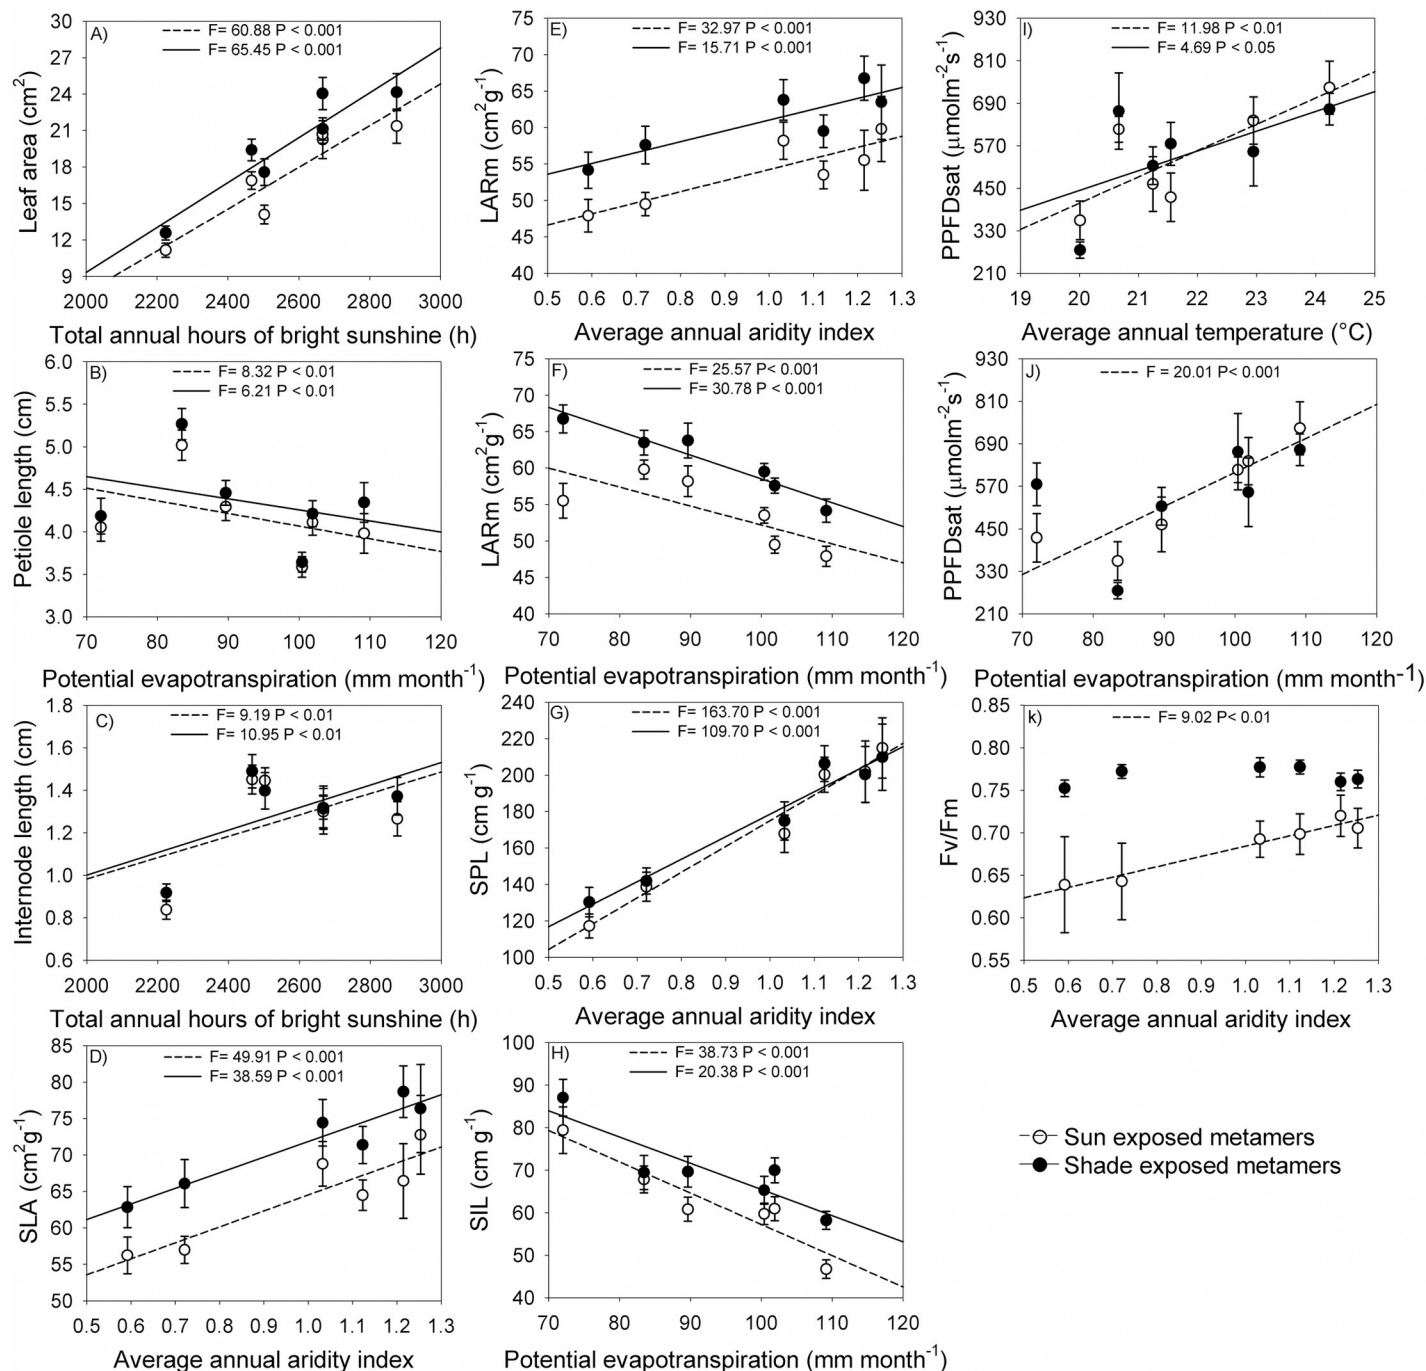 A)
F= 60.88 P < 0.001
F= 65.45 P < 0.001
Leaf area (cm2)
30
27
24
21
18
15
12
9
2000 2200 2400 2600 2800 3000
Total annual hours of bright sunshine (h)
E)
F= 32.97 P < 0.001
F= 15.71 P < 0.001
LARm (cm2g-1)
75
70
65
60
55
50
45
40
0.5 0.6 0.7 0.8 0.9 1.0 1.1 1.2 1.3
Average annual aridity index
I)
F= 11.98 P < 0.01
F= 4.69 P < 0.05
PPFDsat (μmolm-2s-1)
930
810
690
570
450
330
210
19 20 21 22 23 24 25
Average annual temperature (°C)
B)
F= 8.32 P < 0.01
F= 6.21 P < 0.01
Petiole length (cm)
6.0
5.5
5.0
4.5
4.0
3.5
3.0
70 80 90 100 110 120
Potential evapotranspiration (mm month-1)
F)
F= 25.57 P < 0.001
F= 30.78 P < 0.001
LARm (cm2g-1)
75
70
65
60
55
50
45
40
70 80 90 100 110 120
Potential evapotranspiration (mm month-1)
J)
F = 20.01 P< 0.001
PPFDsat (μmolm-2s-1)
930
810
690
570
450
330
210
70 80 90 100 110 120
Potential evapotranspiration (mm month-1)
C)
F= 9.19 P < 0.01
F= 10.95 P < 0.01
Internode length (cm)
1.8
1.6
1.4
1.2
1.0
0.8
0.6
2000 2200 2400 2600 2800 3000
Total annual hours of bright sunshine (h)
G)
F= 163.70 P < 0.001
F= 109.70 P < 0.001
SPL (cm g-1)
240
220
200
180
160
140
120
100
0.5 0.6 0.7 0.8 0.9 1.0 1.1 1.2 1.3
Average annual aridity index
k)
F= 9.02 P < 0.01
Fv/Fm
0.85
0.80
0.75
0.70
0.65
0.60
0.55
0.5 0.6 0.7 0.8 0.9 1.0 1.1 1.2 1.3
Average annual aridity index
D)
F= 49.91 P < 0.001
F= 38.59 P < 0.001
SLA (cm2g-1)
85
80
75
70
65
60
55
50
0.5 0.6 0.7 0.8 0.9 1.0 1.1 1.2 1.3
Average annual aridity index
H)
F= 38.73 P < 0.001
F= 20.38 P < 0.001
SIL (cm g-1)
100
90
80
70
60
50
40
70 80 90 100 110 120
Potential evapotranspiration (mm month-1)
Sun exposed metamers
Shade exposed metamers